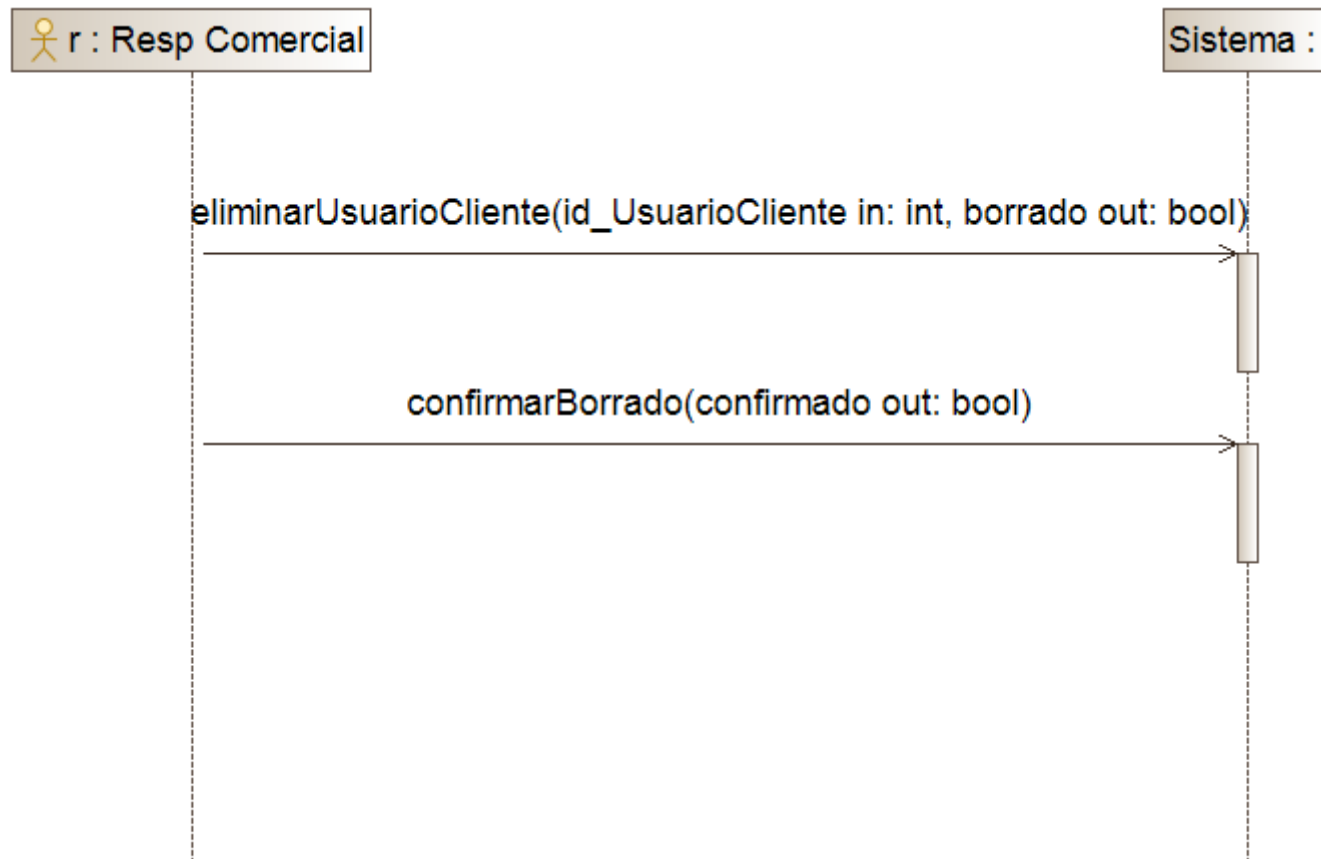 r : Resp Comercial
Sistema :
eliminarUsuarioCliente(id_UsuarioCliente in: int, borrado out: bool)
confirmarBorrado(confirmado out: bool)